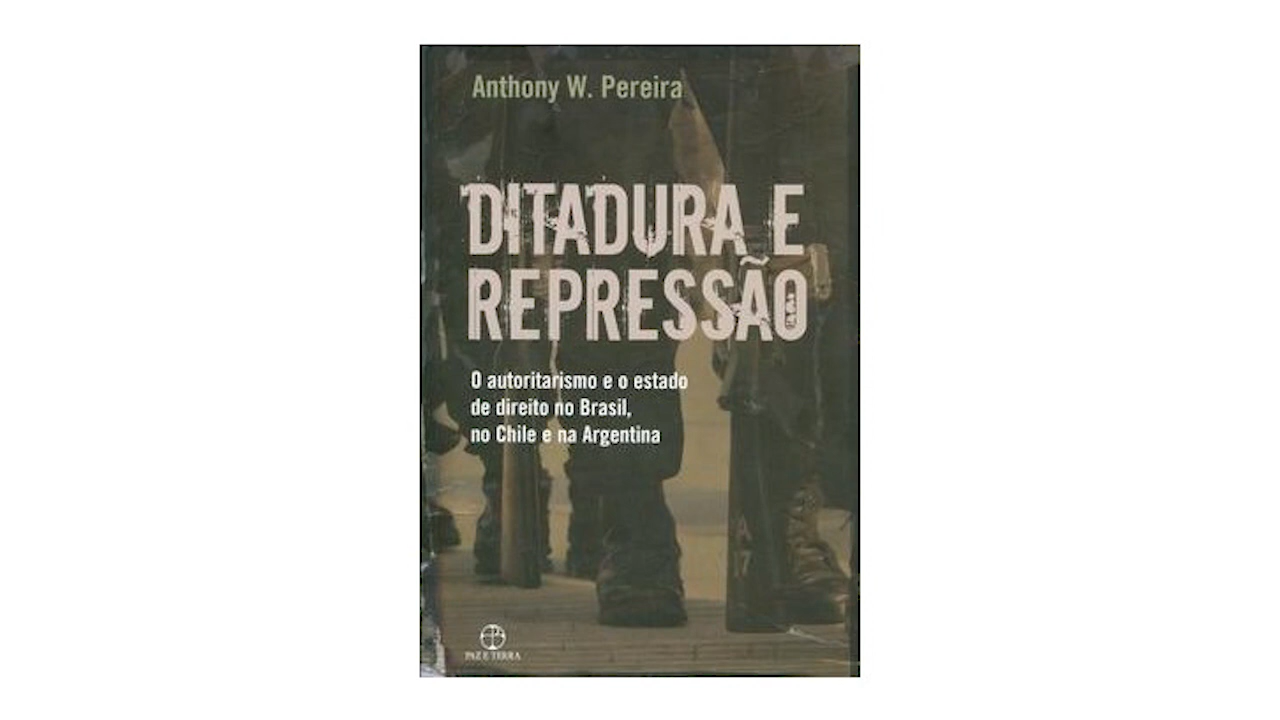 Anthony W. Pereira
DITADURA E
REPRESSÃO
O autoritarismo e o estado
de direito no Brasil,
no Chile e na Argentina
PAZ E TERRA